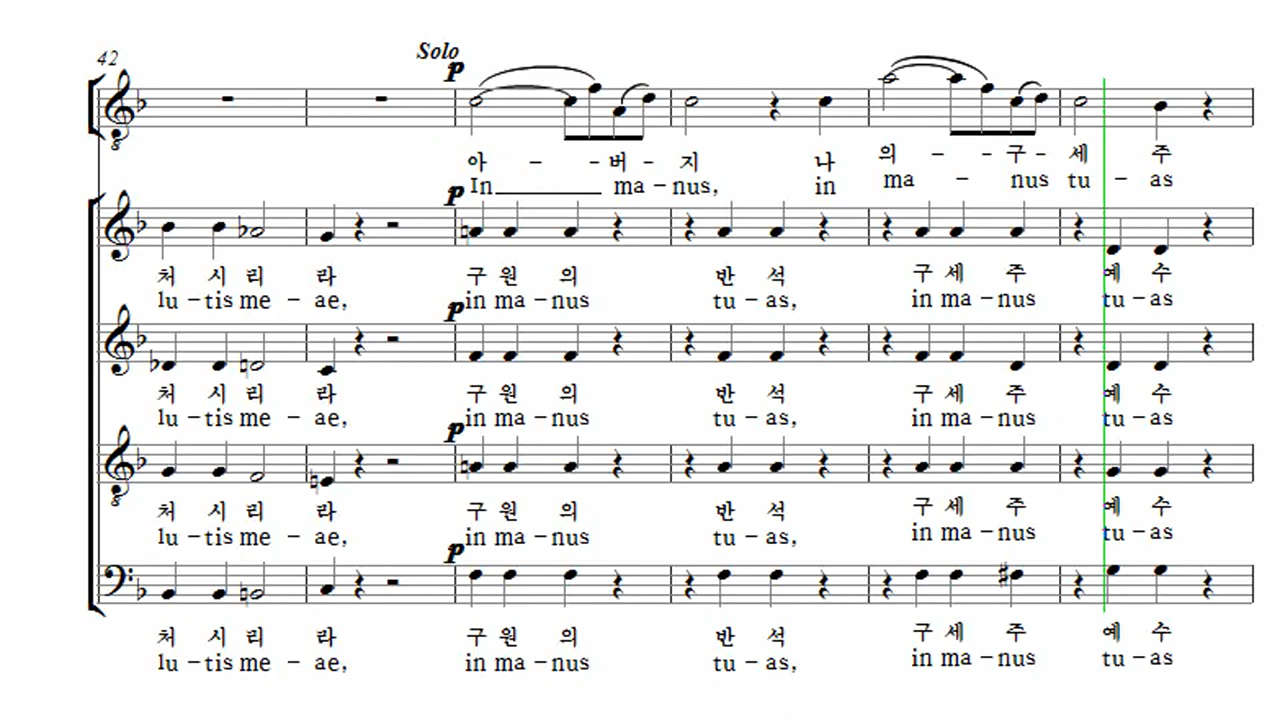 42
Solo
p
아 - - 버 - 지 나 의 - - 구 - 세 주
In ma - nus, in ma - nus tu - as
p
처 시 리 라 구 원 의 반 석 구 세 주 예 수
lu - tis me - ae, in ma - nus tu - as, in ma - nus tu - as
p
처 시 리 라 구 원 의 반 석 구 세 주 예 수
lu - tis me - ae, in ma - nus tu - as, in ma - nus tu - as
8
p
처 시 리 라 구 원 의 반 석 구 세 주 예 수
lu - tis me - ae, in ma - nus tu - as, in ma - nus tu - as
8
p
처 시 리 라 구 원 의 반 석 구 세 주 예 수
lu - tis me - ae, in ma - nus tu - as, in ma - nus tu - as